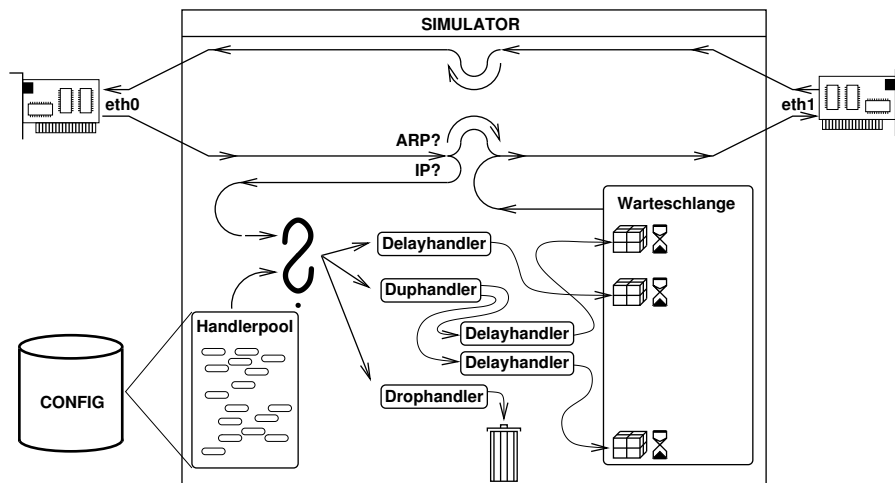 SIMULATOR
eth0
eth1
ARP?
IP?
Warteschlange
Delayhandler
Duphandler
Handlerpool
Delayhandler
Delayhandler
CONFIG
Drophandler